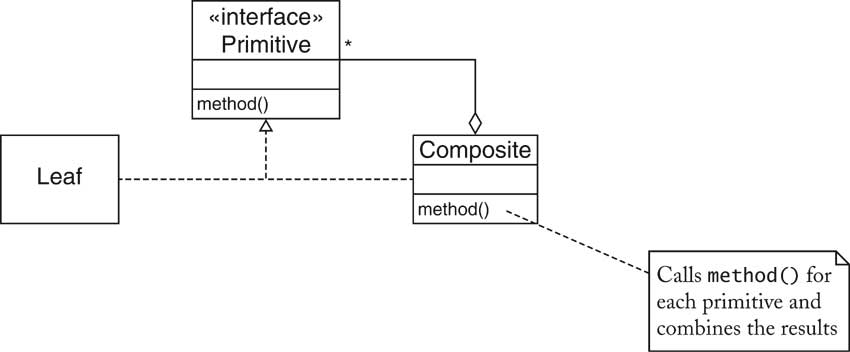 «interface»
Primitive
*
method()
Leaf
Composite
method()
Calls method() for
each primitive and
combines the results